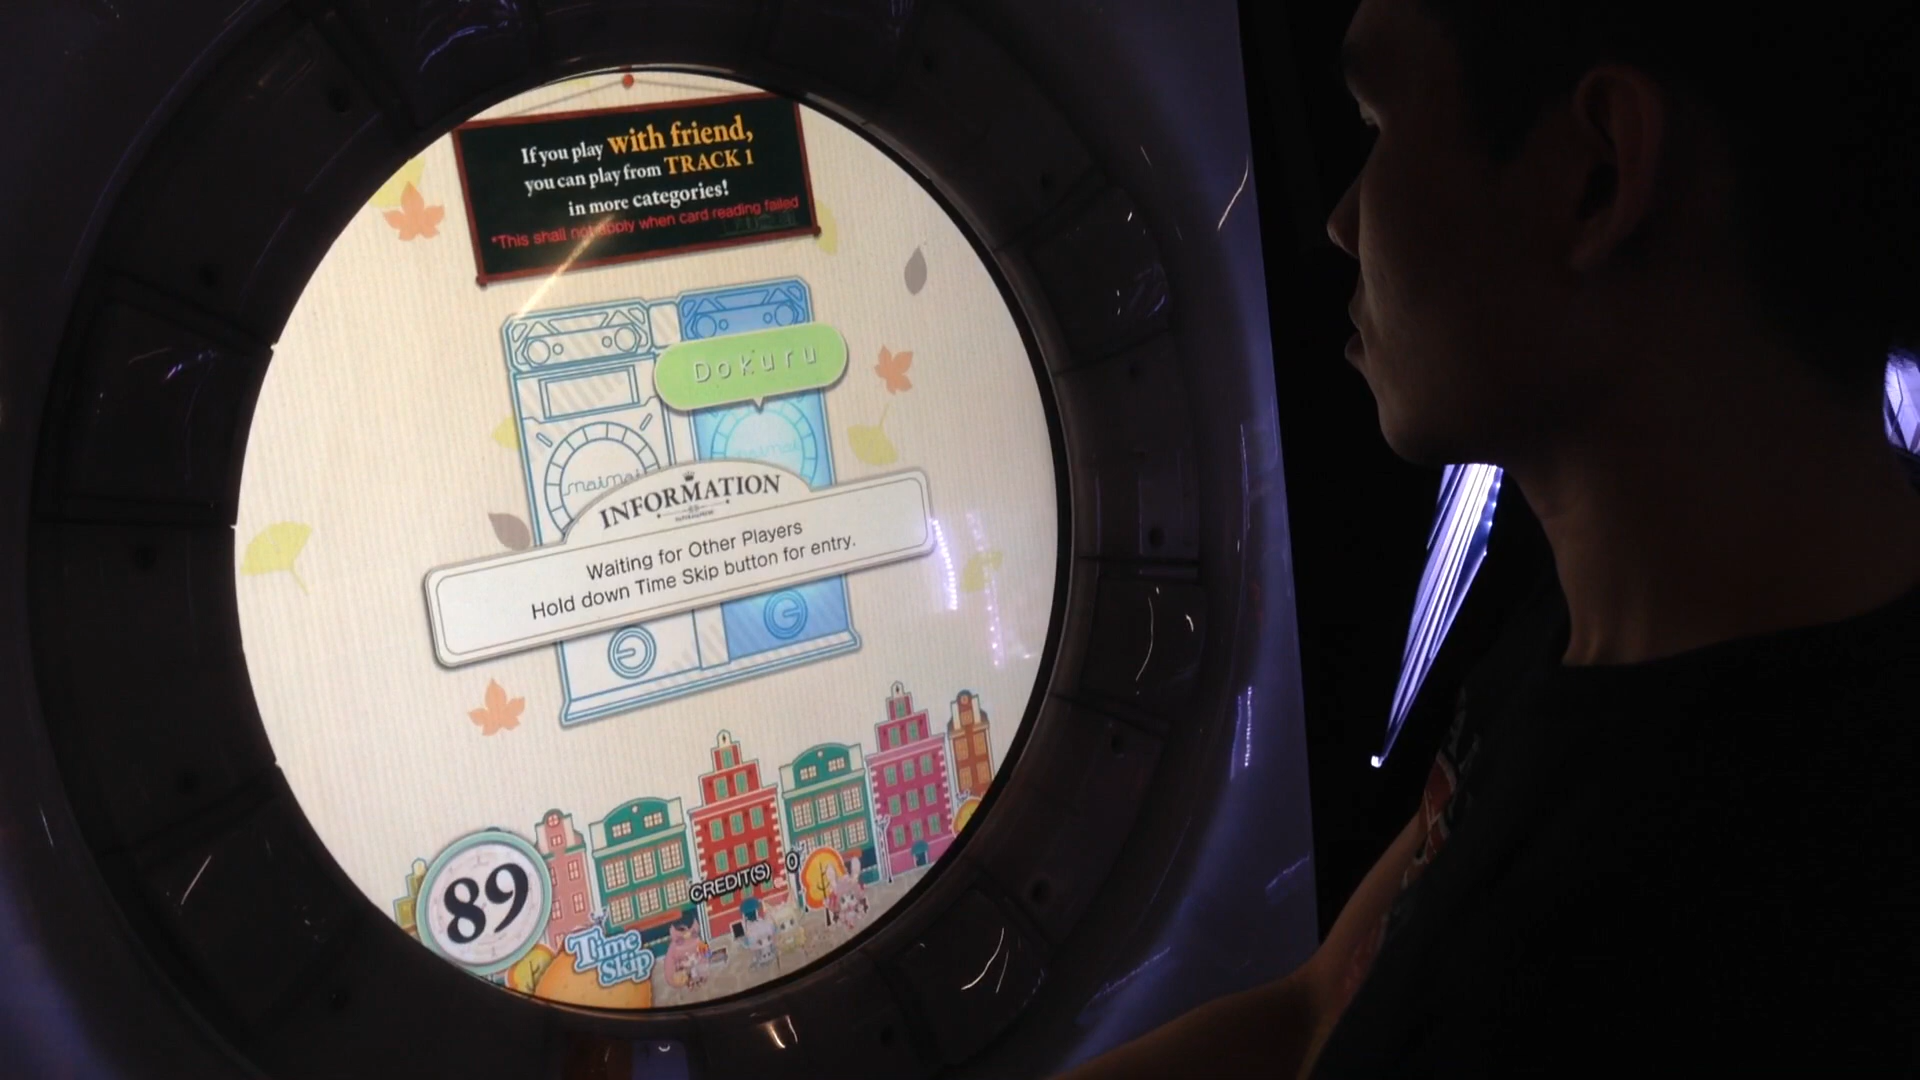 If you play with friend,
you can play from TRACK 1
in more categories!
*This shall not apply when card reading failed
Dokuru
maimai
maimai
INFORMATION
Waiting for Other Players
Hold down Time Skip button for entry.
89
CREDIT(S) 0
Time
Skip